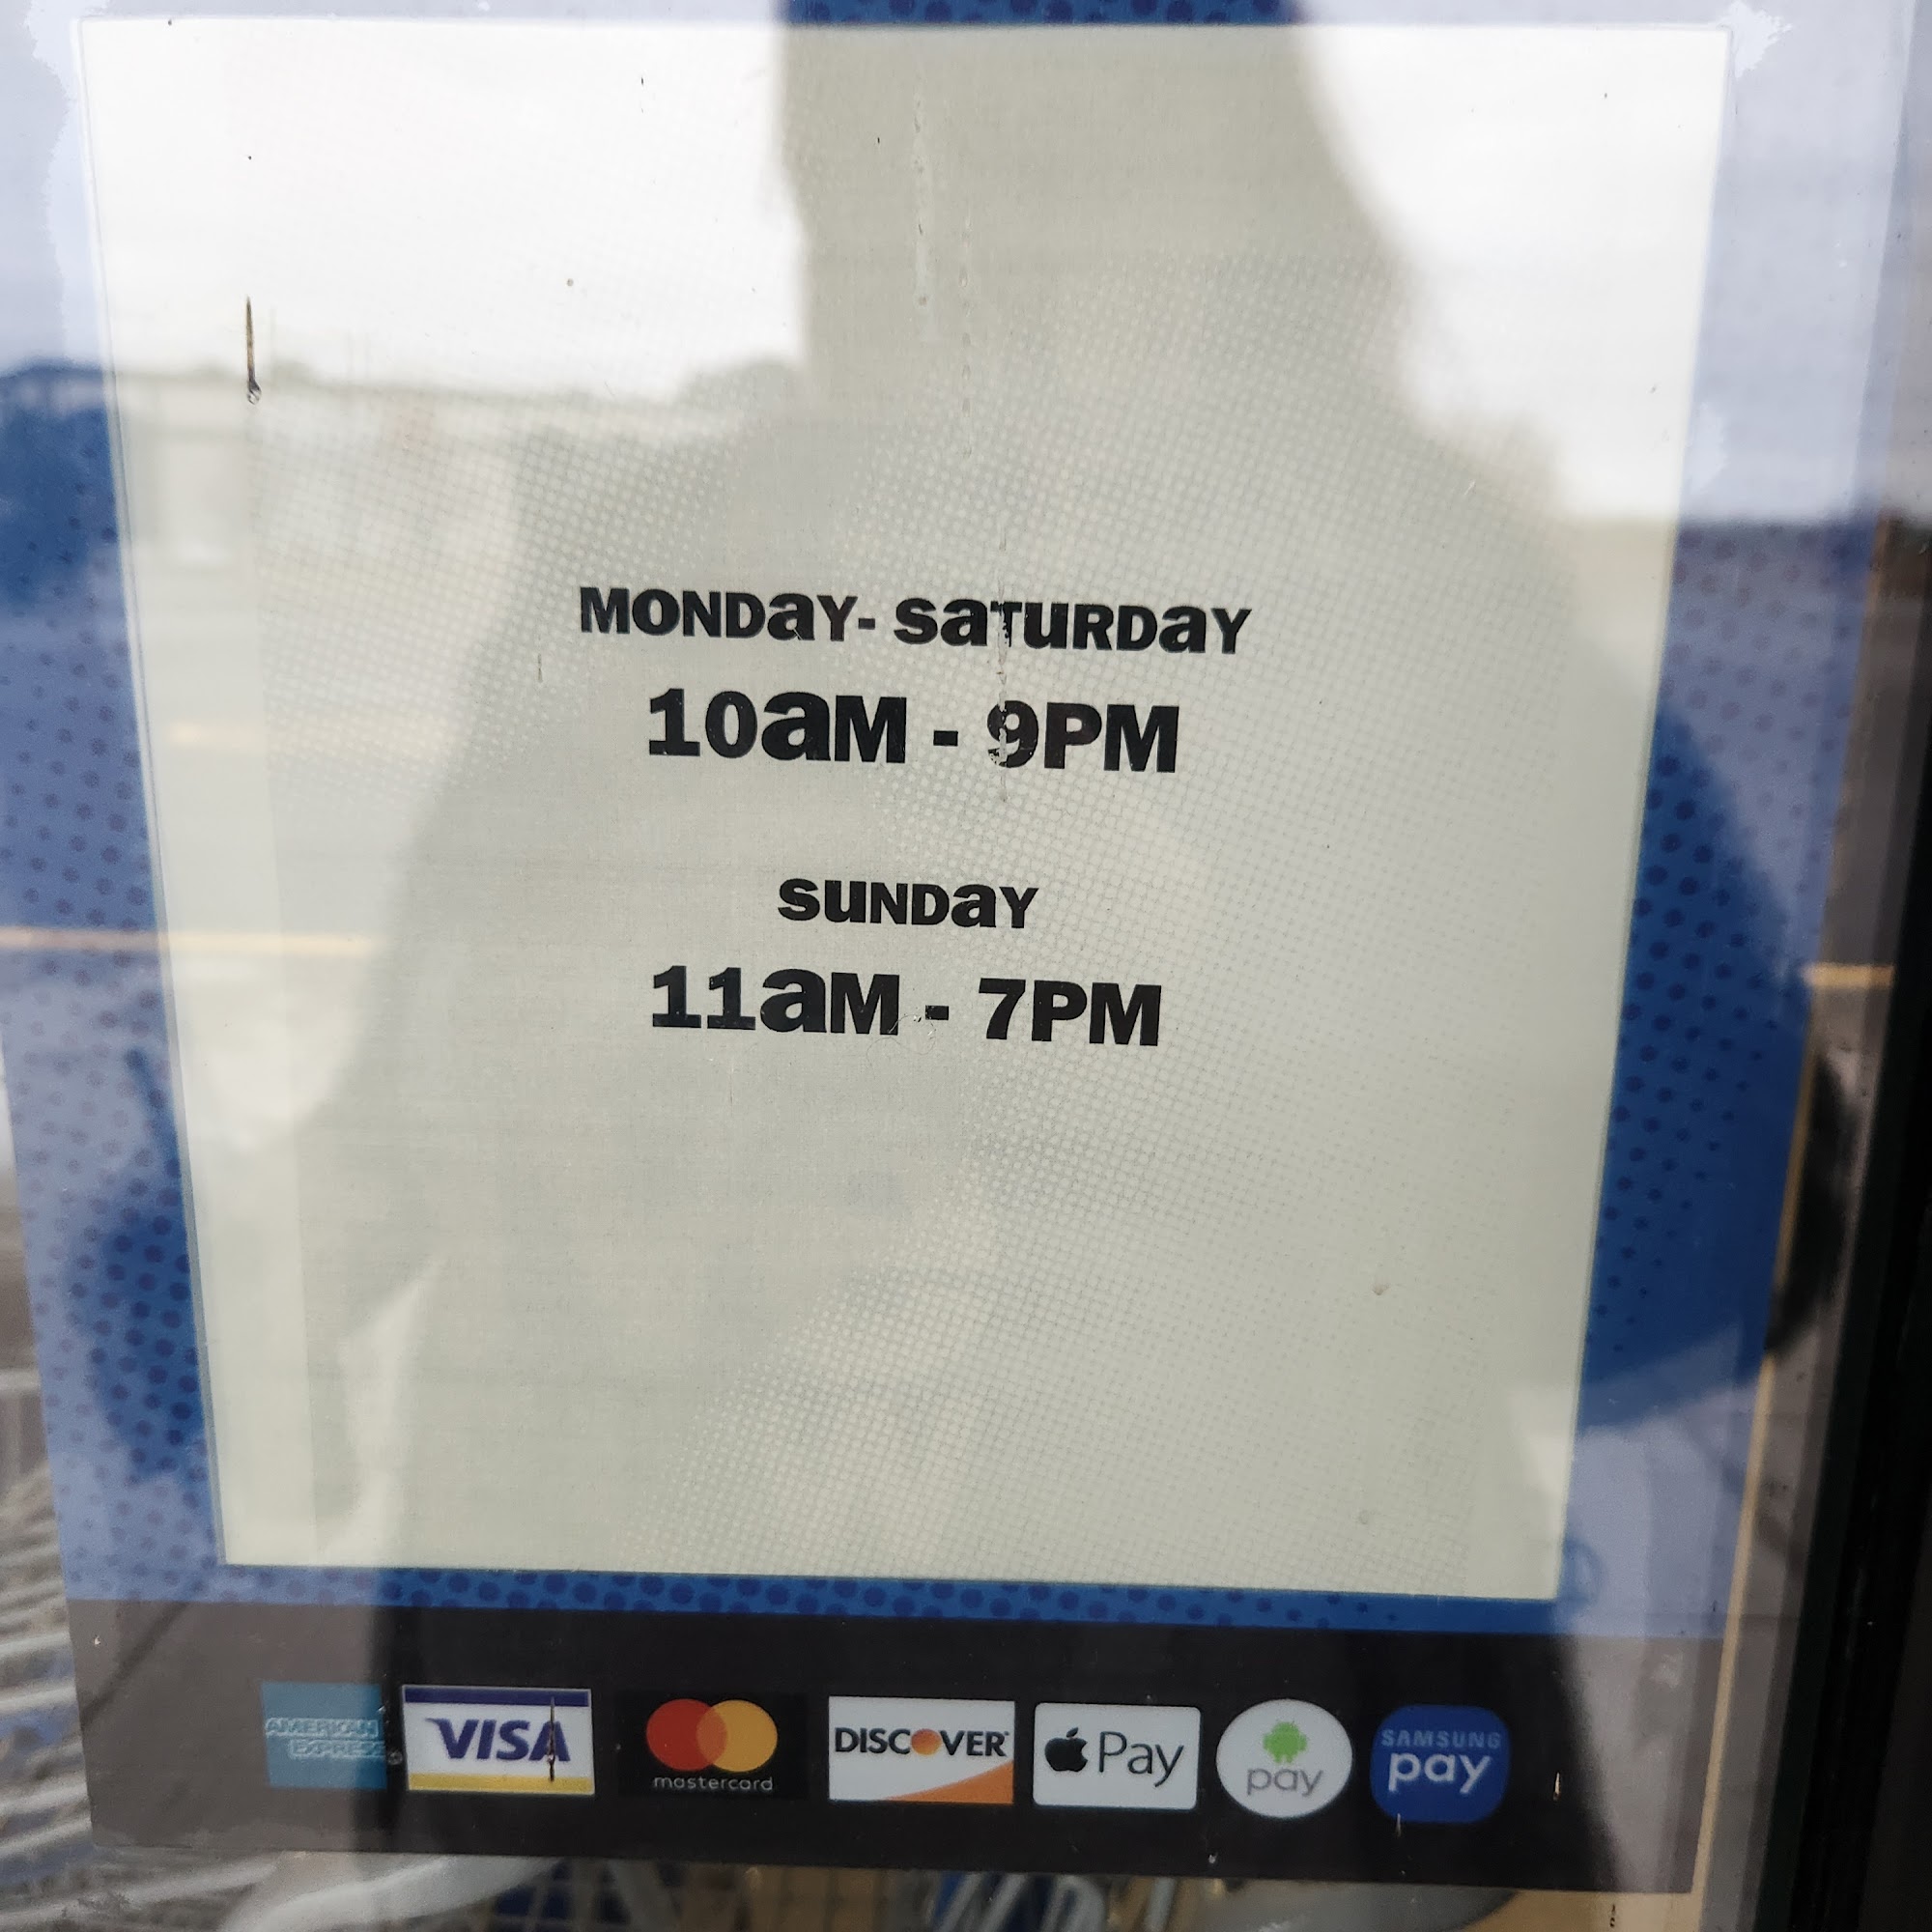 MONDaY- saTuRDaY
10aM - 9PM
suNDaY
11aM - 7PM
AMERICAN
EXPRESS
VISA
mastercard
DISCOVER
Pay
pay
SAMSUNG
pay